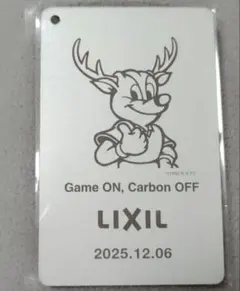 Game ON, Carbon OFF
LIXIL
2025.12.06